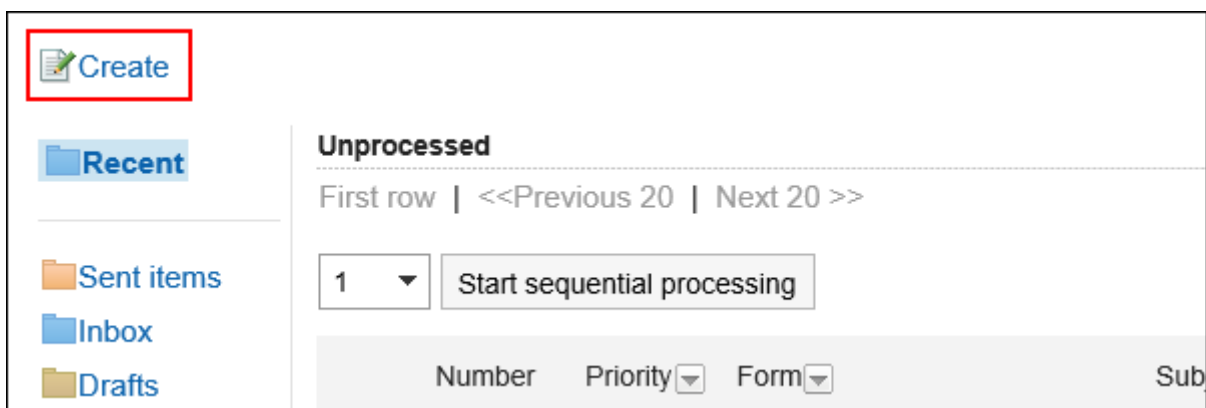 Create
Recent
Unprocessed
First row | <<Previous 20 | Next 20 >>
1 Start sequential processing
Sent items
Inbox
Drafts
Number Priority Form